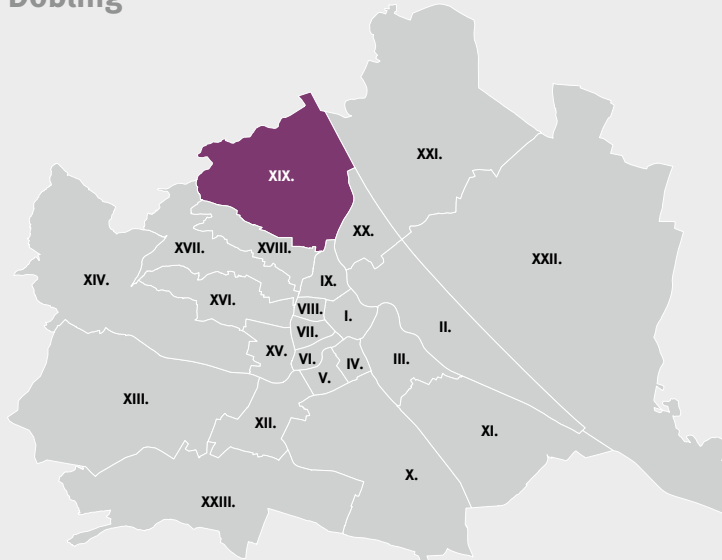 Döbling
XXI.
XIX.
XX.
XVII.
XVIII.
XXII.
XIV.
IX.
XVI.
VIII.
I.
II.
VII.
XV.
VI.
IV.
III.
V.
XIII.
XII.
XI.
X.
XXIII.